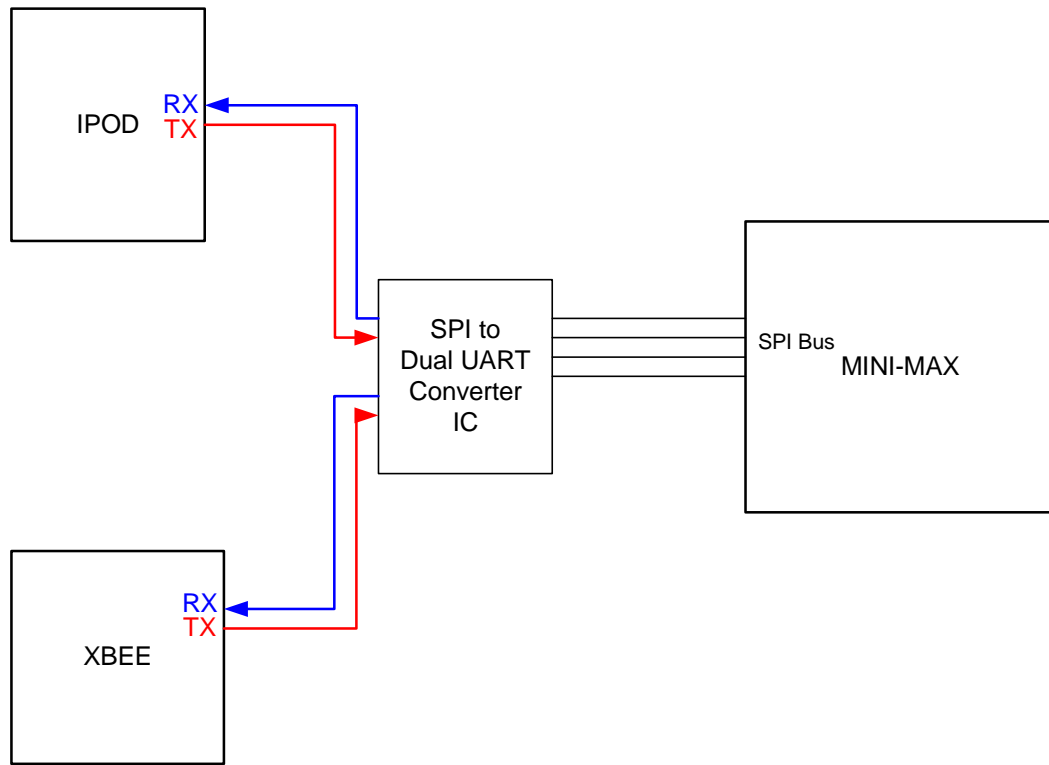 IPOD
RX
TX
SPI to
Dual UART
Converter
IC
SPI Bus
MINI-MAX
XBEE
RX
TX